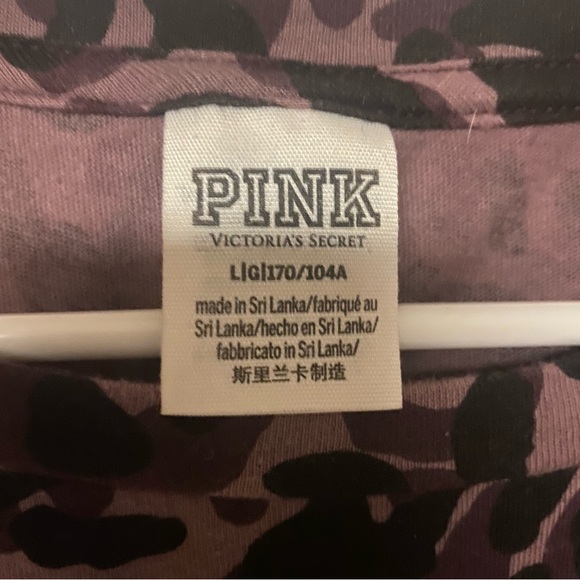 PINK
VICTORIA'S SECRET
L|G|170/104A
made in Sri Lanka/fabriqué au
Sri Lanka/hecho en Sri Lanka/
fabbricato in Sri Lanka/
斯里兰卡制造